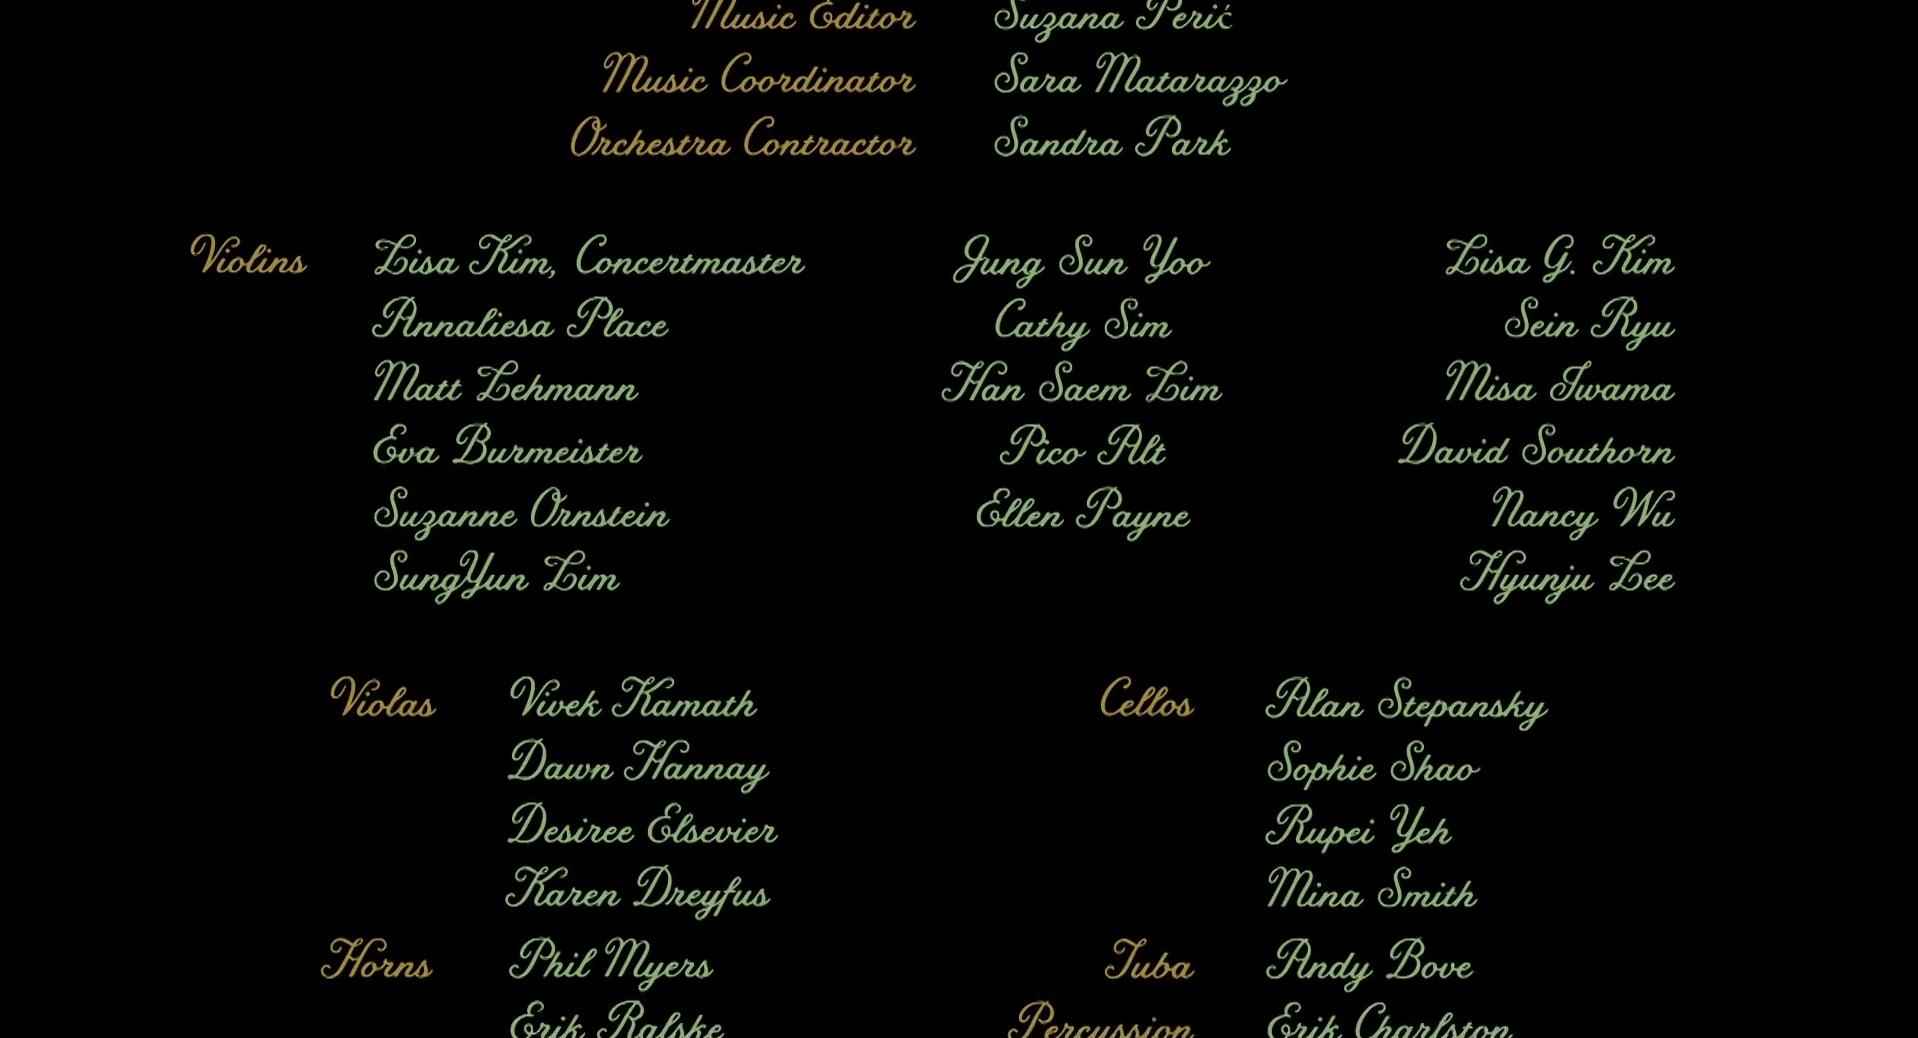 Music Editor Suzana Perić
Music Coordinator Sara Matarazzo
Orchestra Contractor Sandra Park
Violins Lisa Kim, Concertmaster Jung Sun Yoo Lisa G. Kim
Annaliesa Place Cathy Sim Sein Ryu
Matt Lehmann Han Saem Lim Misa Iwama
Eva Burmeister Pico Alt David Southorn
Suzanne Ornstein Ellen Payne Nancy Wu
SungYun Lim Hyunju Lee
Violas Vivek Kamath Cellos Alan Stepansky
Dawn Hannay Sophie Shao
Desiree Elsevier Rupei Yeh
Karen Dreyfus Mina Smith
Horns Phil Myers Tuba Andy Bove
Erik Ralske Percussion Erik Charlston